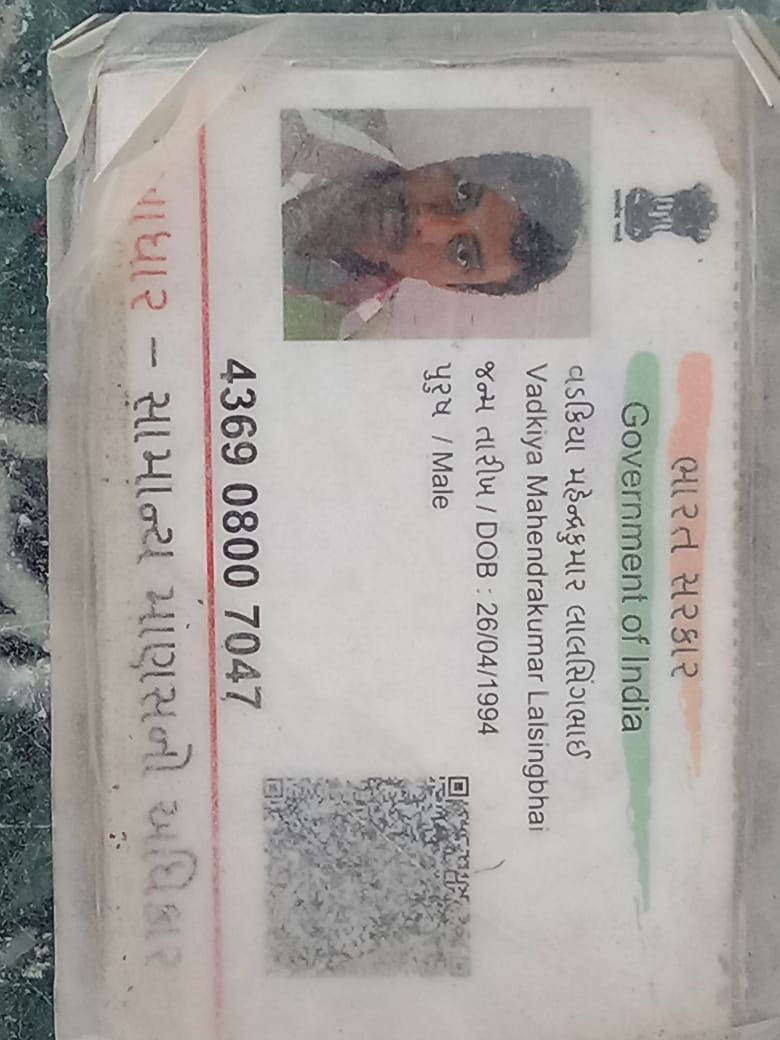 ભારત સરકાર
Government of India
વડકિયા મહેન્દ્રકુમાર લાલસિંગભાઈ
Vadkiya Mahendrakumar Lalsingbhai
જન્મ તારીખ / DOB : 26/04/1994
પુરુષ / Male
4369 0800 7047
આધાર – સામાન્ય માણસનો અધિકાર